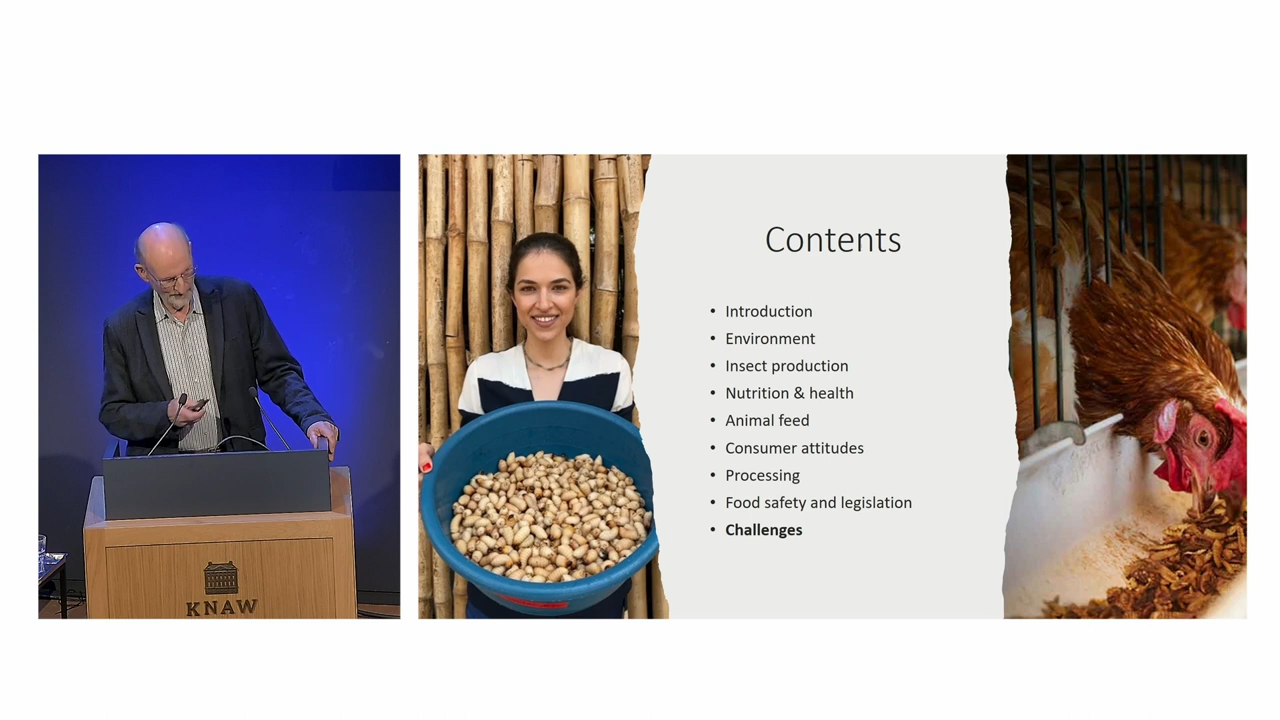 KNAW
Contents
• Introduction
• Environment
• Insect production
• Nutrition & health
• Animal feed
• Consumer attitudes
• Processing
• Food safety and legislation
• Challenges